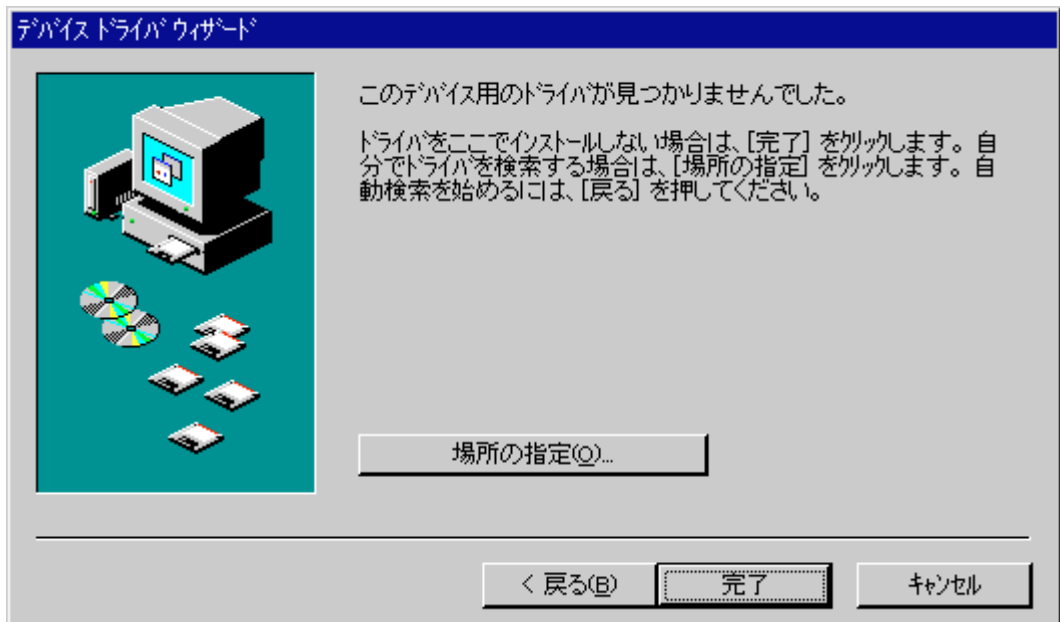 ﾃﾞﾊﾞｲｽ ﾄﾞﾗｲﾊﾞ ｳｨｻﾞｰﾄﾞ
このﾃﾞﾊﾞｲｽ用のﾄﾞﾗｲﾊﾞが見つかりませんでした。
ﾄﾞﾗｲﾊﾞをここでｲﾝｽﾄｰﾙしない場合は、[完了] をｸﾘｯｸします。自
分でﾄﾞﾗｲﾊﾞを検索する場合は、[場所の指定] をｸﾘｯｸします。自
動検索を始めるには、[戻る] を押してください。
場所の指定(O)...
< 戻る(B)
完了
ｷｬﾝｾﾙ